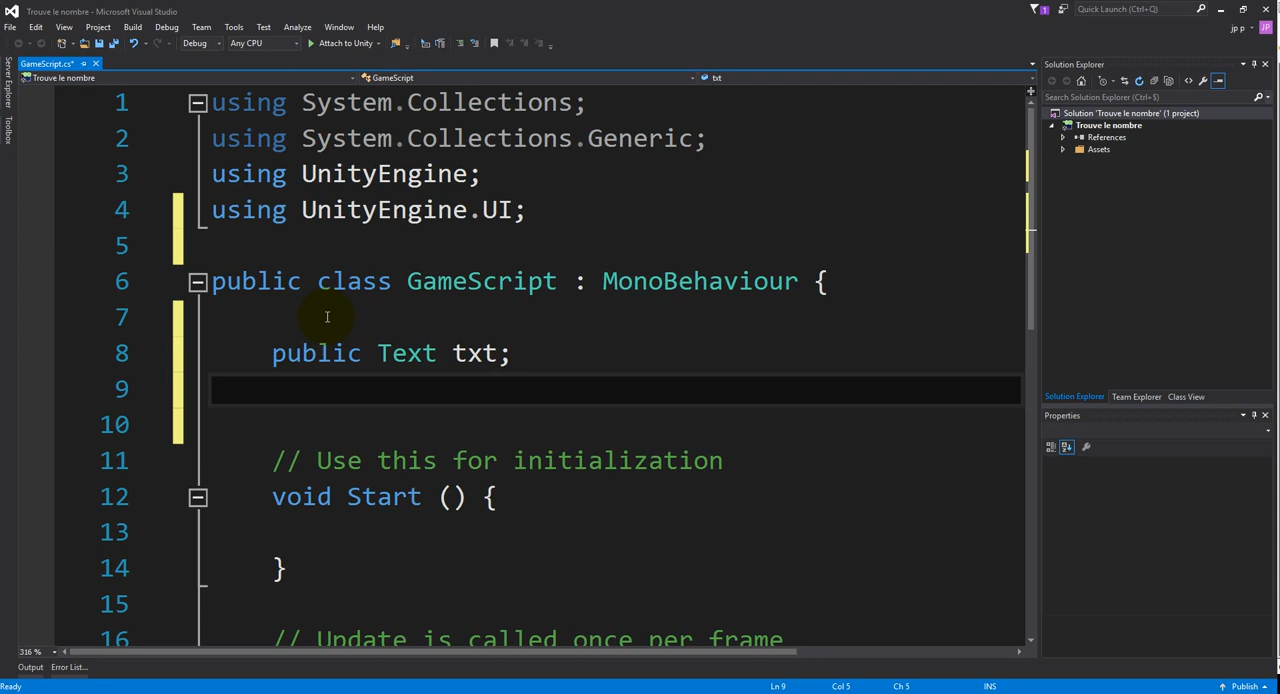 Trouve le nombre - Microsoft Visual Studio
1
Quick Launch (Ctrl+Q)
File Edit View Project Build Debug Team Tools Test Analyze Window Help
jp p
JP
Debug Any CPU Attach to Unity
GameScript.cs*
Trouve le nombre GameScript txt
Server Explorer
Toolbox
1 using System.Collections;
2 using System.Collections.Generic;
3 using UnityEngine;
4 using UnityEngine.UI;
5
6 public class GameScript : MonoBehaviour {
7
8 public Text txt;
9
10
11 // Use this for initialization
12 void Start () {
13
14 }
15
16 // Update is called once per frame
316 %
Solution Explorer
Search Solution Explorer (Ctrl+$)
Solution 'Trouve le nombre' (1 project)
Trouve le nombre
References
Assets
Solution Explorer Team Explorer Class View
Properties
Output Error List...
Ready Ln 9 Col 5 Ch 5 INS Publish